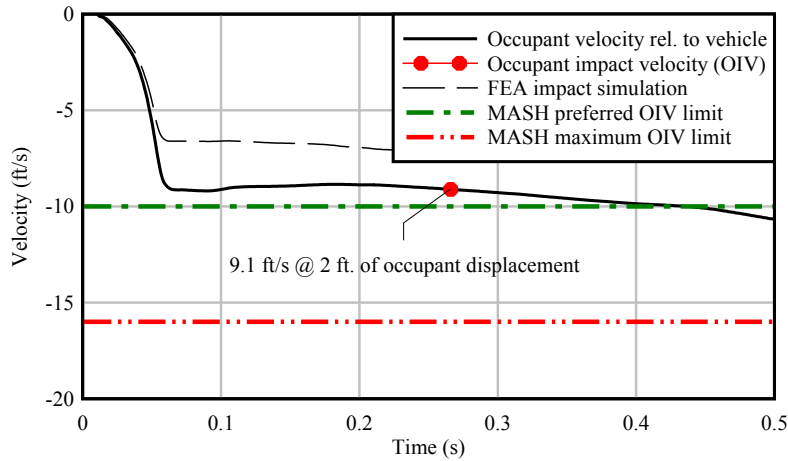 0
-5
-10
-15
-20
Velocity (ft/s)
Occupant velocity rel. to vehicle
Occupant impact velocity (OIV)
FEA impact simulation
MASH preferred OIV limit
MASH maximum OIV limit
9.1 ft/s @ 2 ft. of occupant displacement
0 0.1 0.2 0.3 0.4 0.5
Time (s)